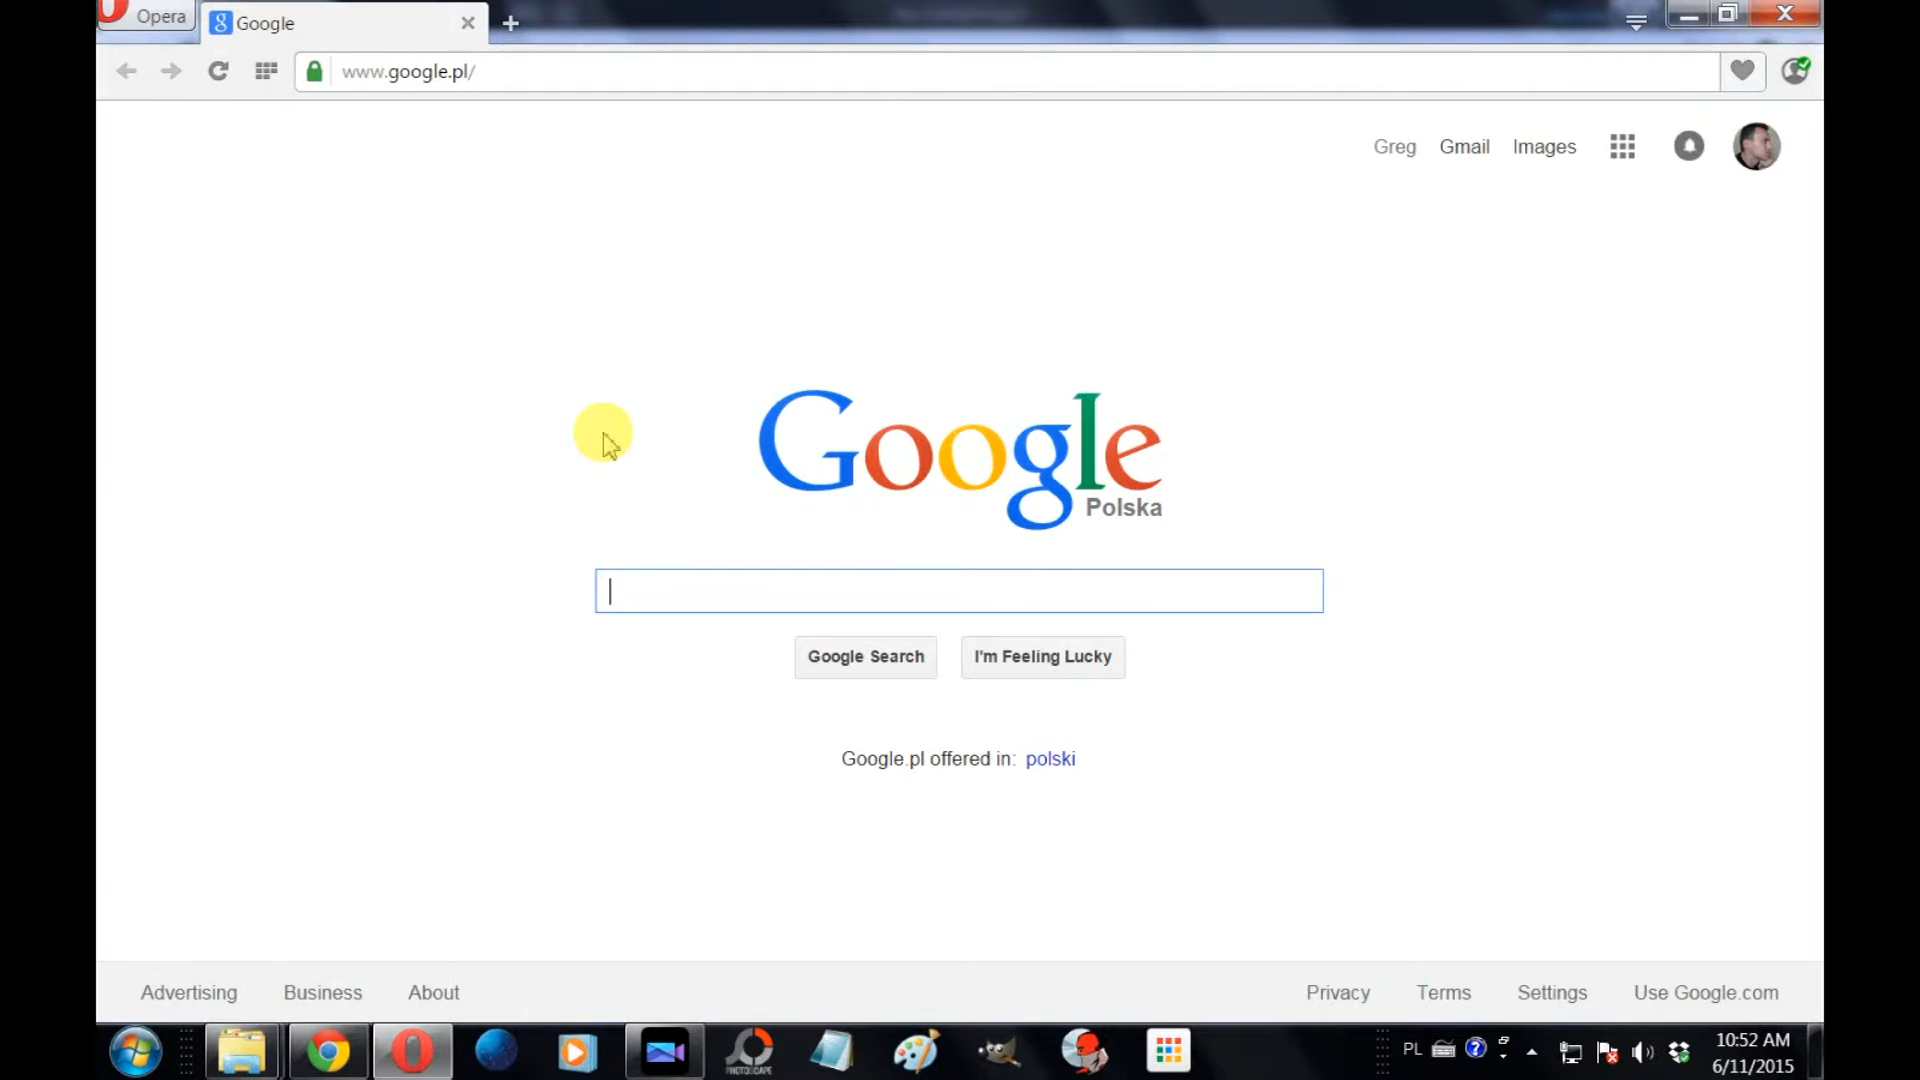 Opera
Google
www.google.pl/
Greg Gmail Images
Google
Polska
Google Search I'm Feeling Lucky
Google.pl offered in: polski
Advertising Business About Privacy Terms Settings Use Google.com
PHOTOSCAPE
PL
10:52 AM
6/11/2015